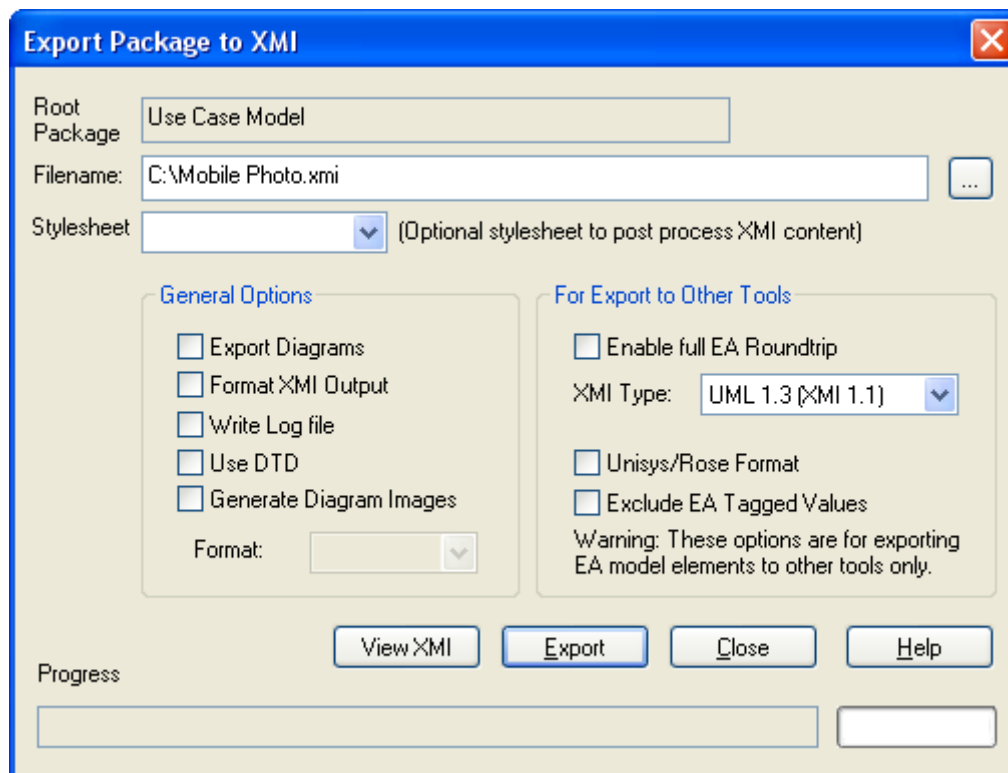 Export Package to XMI
Root
Package
Use Case Model
Filename:
C:\Mobile Photo.xmi
...
Stylesheet
(Optional stylesheet to post process XMI content)
General Options
Export Diagrams
Format XMI Output
Write Log file
Use DTD
Generate Diagram Images
Format:
For Export to Other Tools
Enable full EA Roundtrip
XMI Type:
UML 1.3 (XMI 1.1)
Unisys/Rose Format
Exclude EA Tagged Values
Warning: These options are for exporting
EA model elements to other tools only.
View XMI
Export
Close
Help
Progress